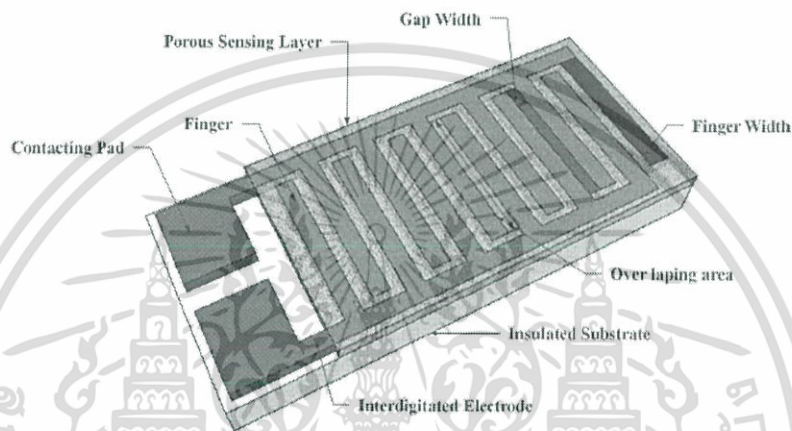 Gap Width
Porous Sensing Layer
Finger
Finger Width
Contacting Pad
Over laping area
Insulated Substrate
Interdigitated Electrode